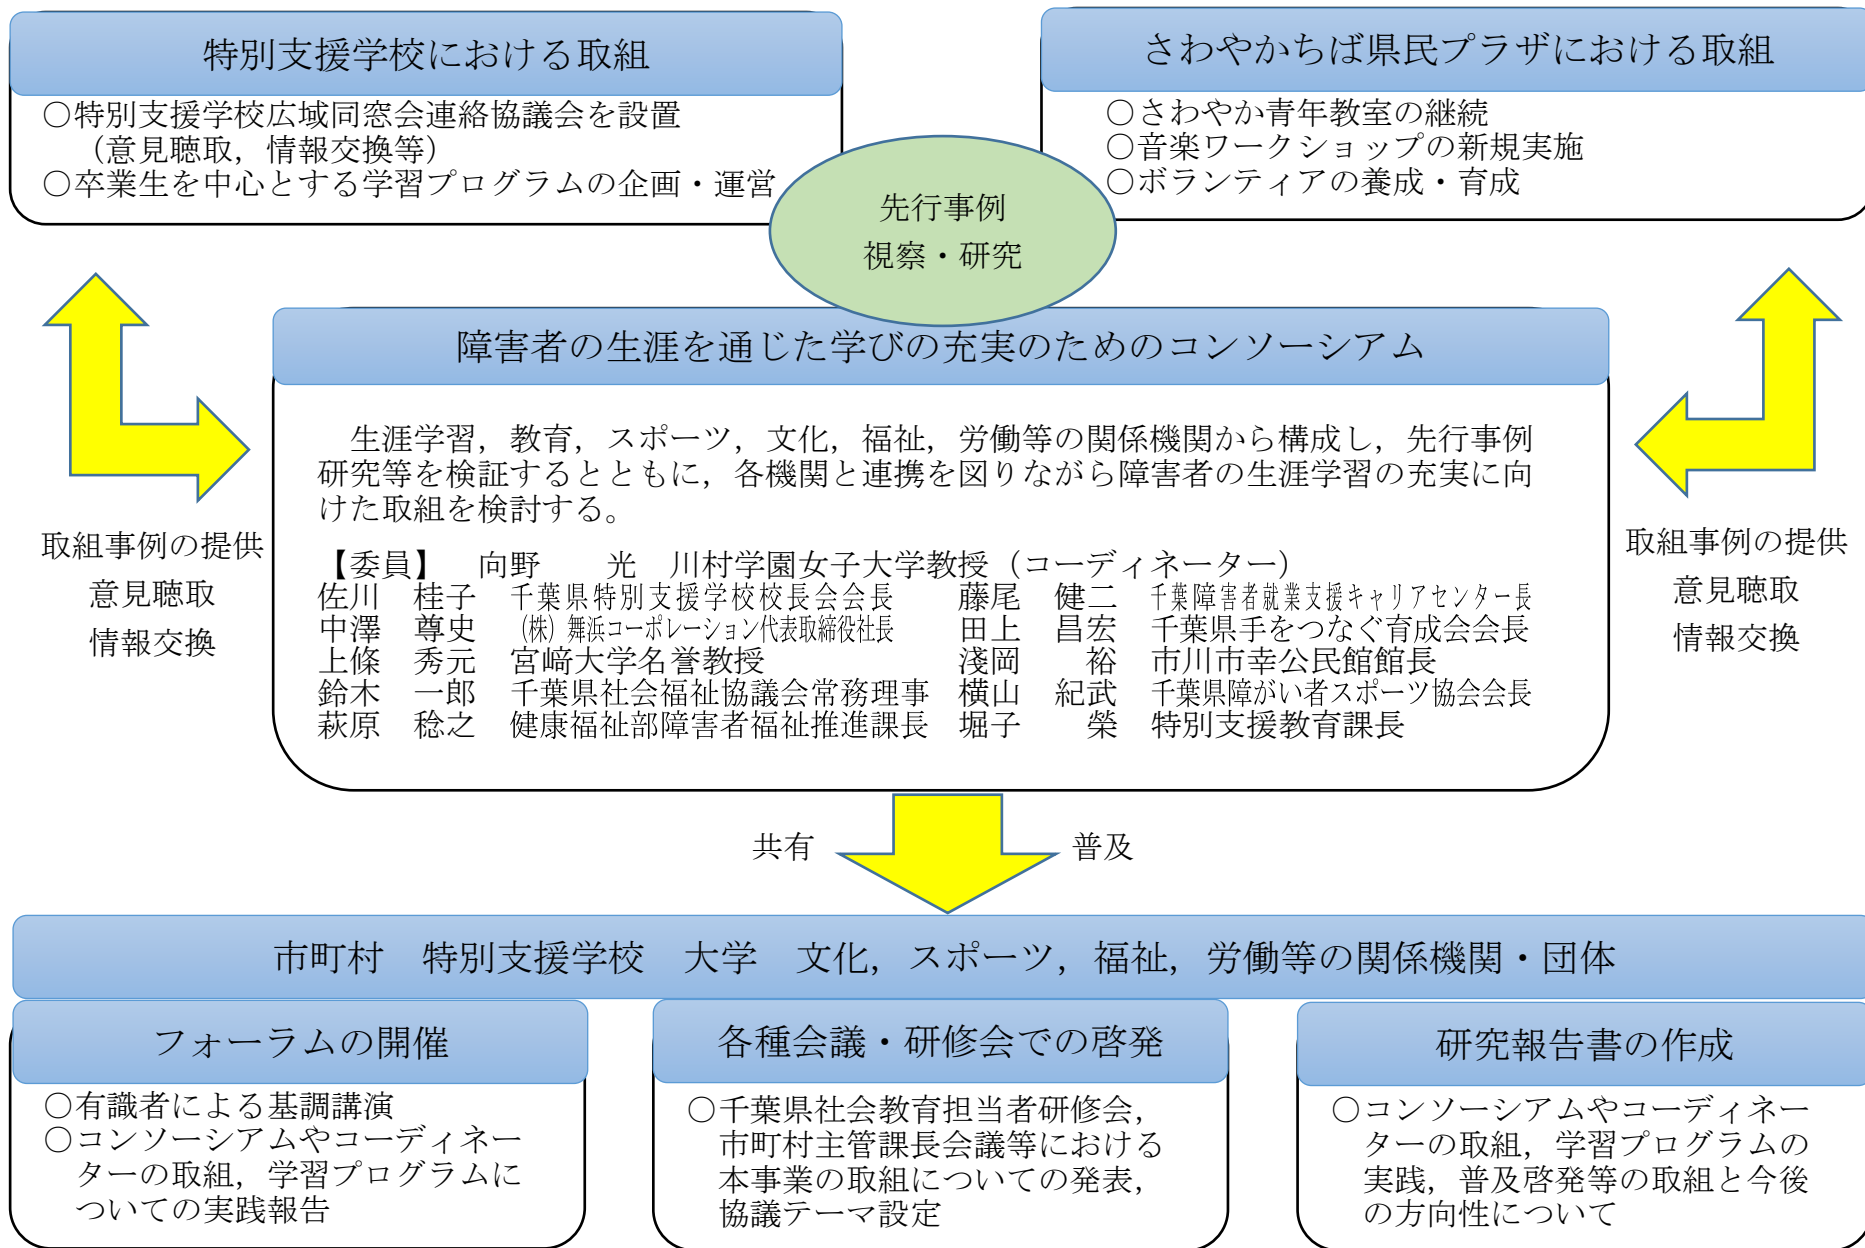 特別支援学校における取組
○特別支援学校広域同窓会連絡協議会を設置
（意見聴取，情報交換等）
○卒業生を中心とする学習プログラムの企画・運営
さわやかちば県民プラザにおける取組
○さわやか青年教室の継続
○音楽ワークショップの新規実施
○ボランティアの養成・育成
先行事例
視察・研究
障害者の生涯を通じた学びの充実のためのコンソーシアム
生涯学習，教育，スポーツ，文化，福祉，労働等の関係機関から構成し，先行事例
研究等を検証するとともに，各機関と連携を図りながら障害者の生涯学習の充実に向
けた取組を検討する。
【委員】　向野　　光　川村学園女子大学教授（コーディネーター）
佐川　桂子　千葉県特別支援学校校長会会長　藤尾　健二　千葉障害者就業支援キャリアセンター長
中澤　尊史　（株）舞浜コーポレーション代表取締役社長　田上　昌宏　千葉県手をつなぐ育成会会長
上條　秀元　宮﨑大学名誉教授　淺岡　　裕　市川市幸公民館館長
鈴木　一郎　千葉県社会福祉協議会常務理事　横山　紀武　千葉県障がい者スポーツ協会会長
萩原　稔之　健康福祉部障害者福祉推進課長　堀子　　榮　特別支援教育課長
取組事例の提供
意見聴取
情報交換
取組事例の提供
意見聴取
情報交換
共有　普及
市町村　特別支援学校　大学　文化，スポーツ，福祉，労働等の関係機関・団体
フォーラムの開催
○有識者による基調講演
○コンソーシアムやコーディネー
ターの取組，学習プログラムに
ついての実践報告
各種会議・研修会での啓発
○千葉県社会教育担当者研修会，
市町村主管課長会議等における
本事業の取組についての発表，
協議テーマ設定
研究報告書の作成
○コンソーシアムやコーディネー
ターの取組，学習プログラムの
実践，普及啓発等の取組と今後
の方向性について